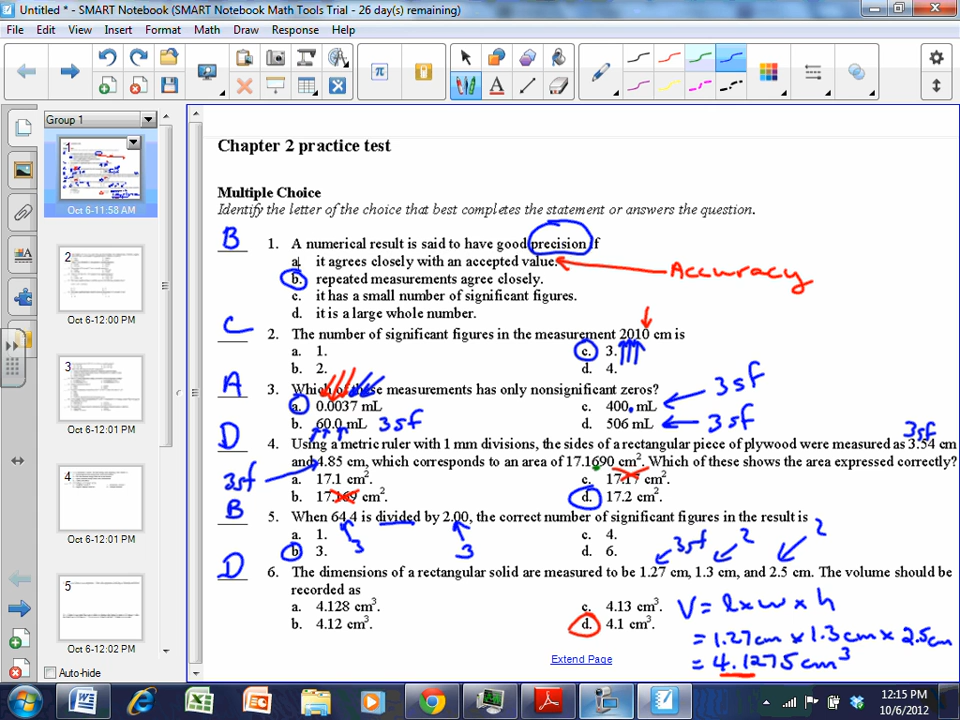 Untitled * - SMART Notebook (SMART Notebook Math Tools Trial - 26 day(s) remaining)
File Edit View Insert Format Math Draw Response Help
Group 1
1
Oct 6-11:58 AM
2
Oct 6-12:00 PM
3
Oct 6-12:01 PM
4
Oct 6-12:01 PM
5
Oct 6-12:02 PM
Auto-hide
Chapter 2 practice test
Multiple Choice
Identify the letter of the choice that best completes the statement or answers the question.
B 1. A numerical result is said to have good precision if
a. it agrees closely with an accepted value.
Accuracy
b. repeated measurements agree closely.
c. it has a small number of significant figures.
d. it is a large whole number.
C 2. The number of significant figures in the measurement 2010 cm is
a. 1. c. 3.
b. 2. d. 4.
A 3. Which of these measurements has only nonsignificant zeros?
a. 0.0037 mL c. 400. mL 3sf
b. 60.0 mL 3sf d. 506 mL 3sf
3sf
D 4. Using a metric ruler with 1 mm divisions, the sides of a rectangular piece of plywood were measured as 3.54 cm
and 4.85 cm, which corresponds to an area of 17.1690 cm². Which of these shows the area expressed correctly?
3sf a. 17.1 cm². c. 17.17 cm².
b. 17.169 cm². d. 17.2 cm².
B 5. When 64.4 is divided by 2.00, the correct number of significant figures in the result is
a. 1. c. 4.
b. 3. d. 6.
3 3
3sf 2 2
D 6. The dimensions of a rectangular solid are measured to be 1.27 cm, 1.3 cm, and 2.5 cm. The volume should be
recorded as
a. 4.128 cm³. c. 4.13 cm³.
b. 4.12 cm³. d. 4.1 cm³.
V = l x w x h
= 1.27cm x 1.3cm x 2.5cm
= 4.1275cm³
Extend Page
12:15 PM
10/6/2012